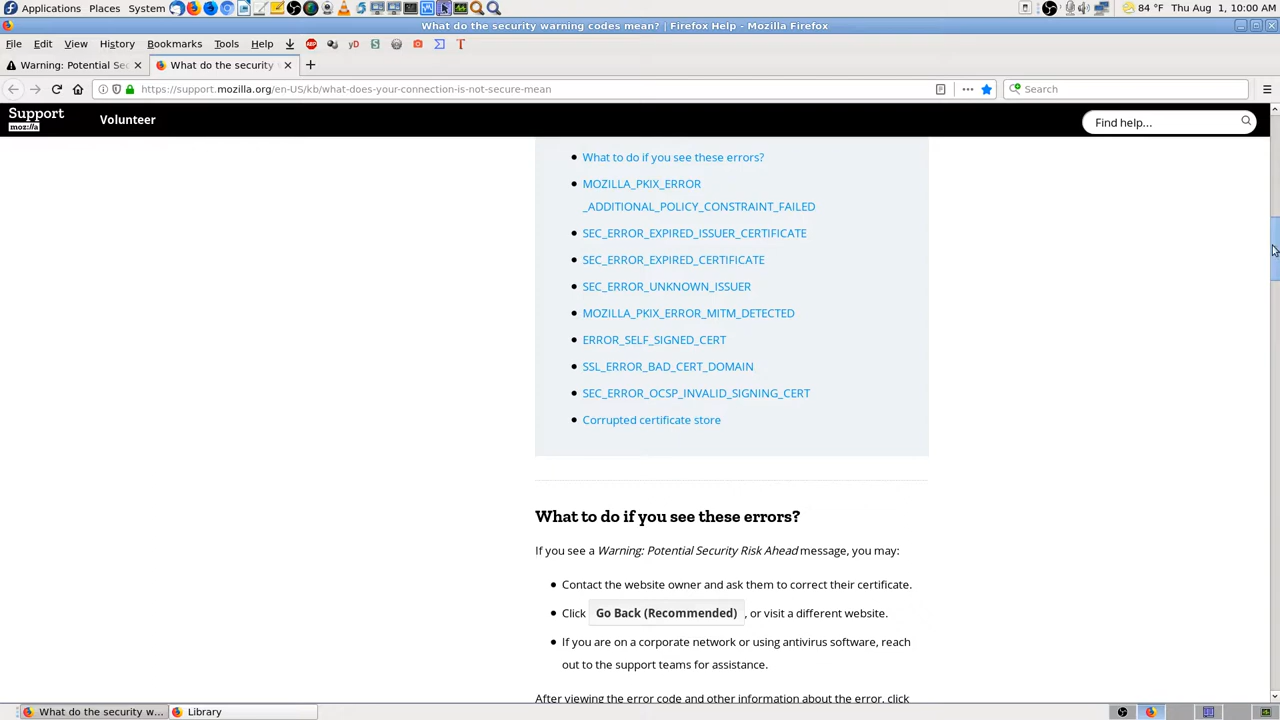 Applications Places System 84 °F Thu Aug 1, 10:00 AM
What do the security warning codes mean? | Firefox Help - Mozilla Firefox
File Edit View History Bookmarks Tools Help
Warning: Potential Sec What do the security
https://support.mozilla.org/en-US/kb/what-does-your-connection-is-not-secure-mean Search
Support
moz://a
Volunteer
Find help...
What to do if you see these errors?
MOZILLA_PKIX_ERROR
_ADDITIONAL_POLICY_CONSTRAINT_FAILED
SEC_ERROR_EXPIRED_ISSUER_CERTIFICATE
SEC_ERROR_EXPIRED_CERTIFICATE
SEC_ERROR_UNKNOWN_ISSUER
MOZILLA_PKIX_ERROR_MITM_DETECTED
ERROR_SELF_SIGNED_CERT
SSL_ERROR_BAD_CERT_DOMAIN
SEC_ERROR_OCSP_INVALID_SIGNING_CERT
Corrupted certificate store
What to do if you see these errors?
If you see a Warning: Potential Security Risk Ahead message, you may:
Contact the website owner and ask them to correct their certificate.
Click Go Back (Recommended) , or visit a different website.
If you are on a corporate network or using antivirus software, reach
out to the support teams for assistance.
After viewing the error code and other information about the error, click
What do the security w... Library